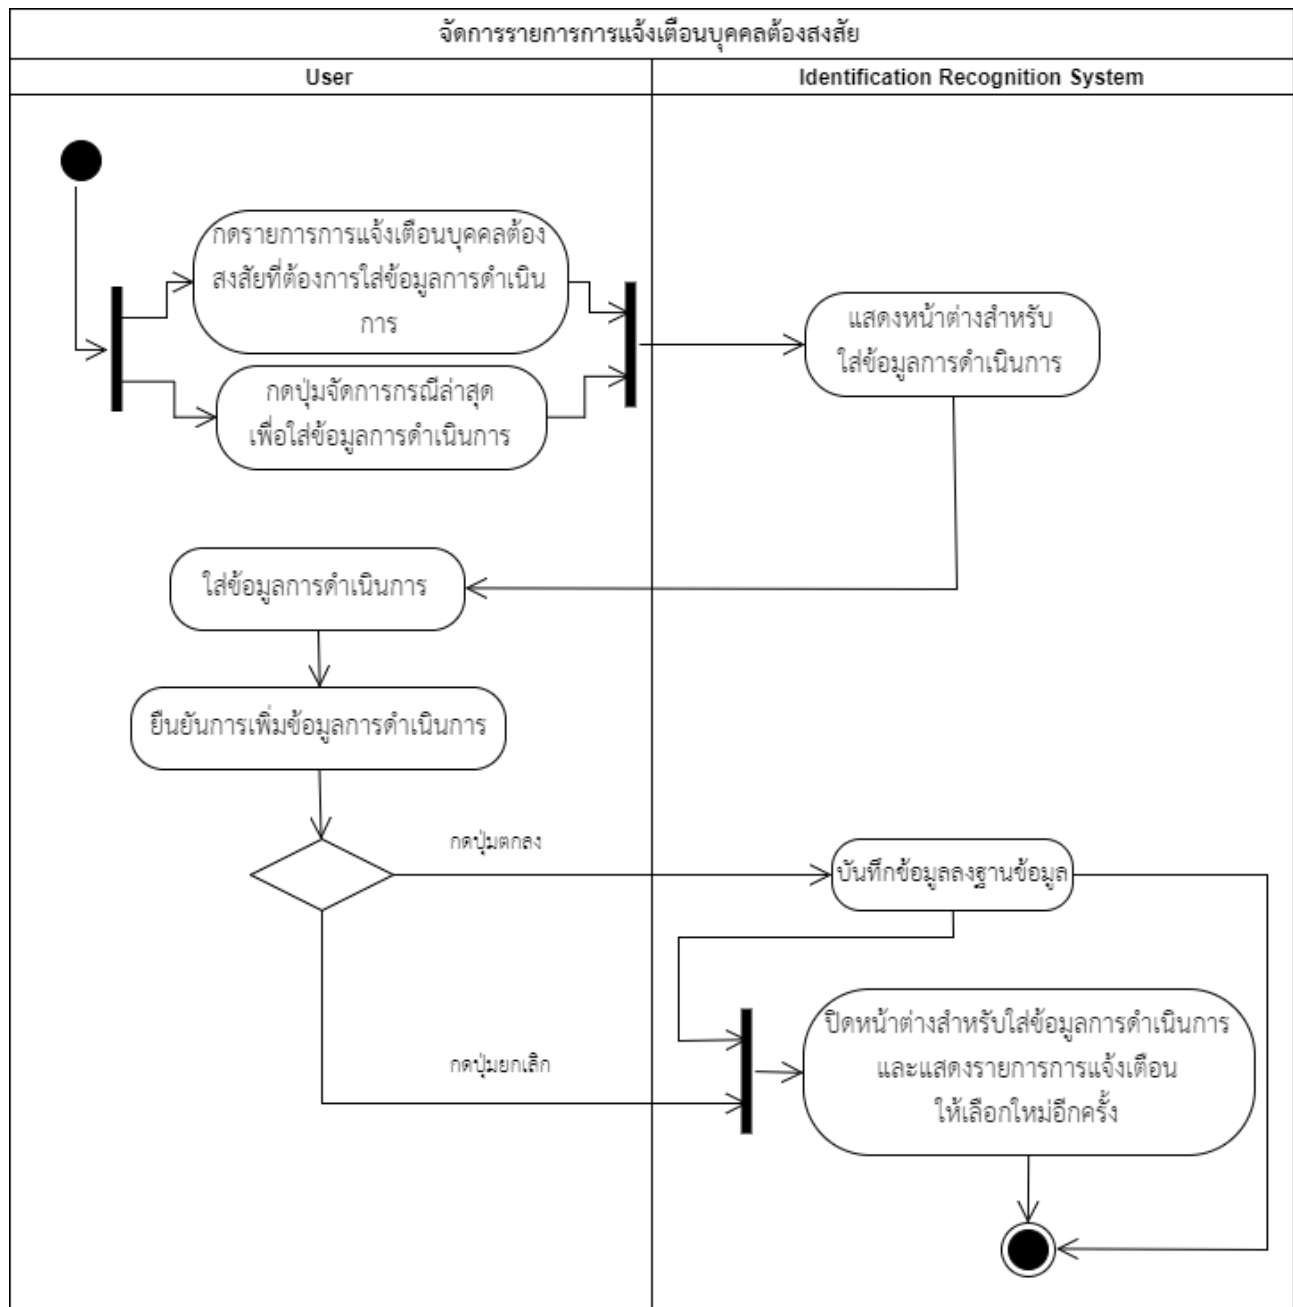 จัดการรายการการแจ้งเตือนบุคคลต้องสงสัย
User
Identification Recognition System
กดรายการการแจ้งเตือนบุคคลต้อง
สงสัยที่ต้องการใส่ข้อมูลการดำเนิน
การ
แสดงหน้าต่างสำหรับ
ใส่ข้อมูลการดำเนินการ
กดปุ่มจัดการกรณีล่าสุด
เพื่อใส่ข้อมูลการดำเนินการ
ใส่ข้อมูลการดำเนินการ
ยืนยันการเพิ่มข้อมูลการดำเนินการ
กดปุ่มตกลง
บันทึกข้อมูลลงฐานข้อมูล
กดปุ่มยกเลิก
ปิดหน้าต่างสำหรับใส่ข้อมูลการดำเนินการ
และแสดงรายการการแจ้งเตือน
ให้เลือกใหม่อีกครั้ง